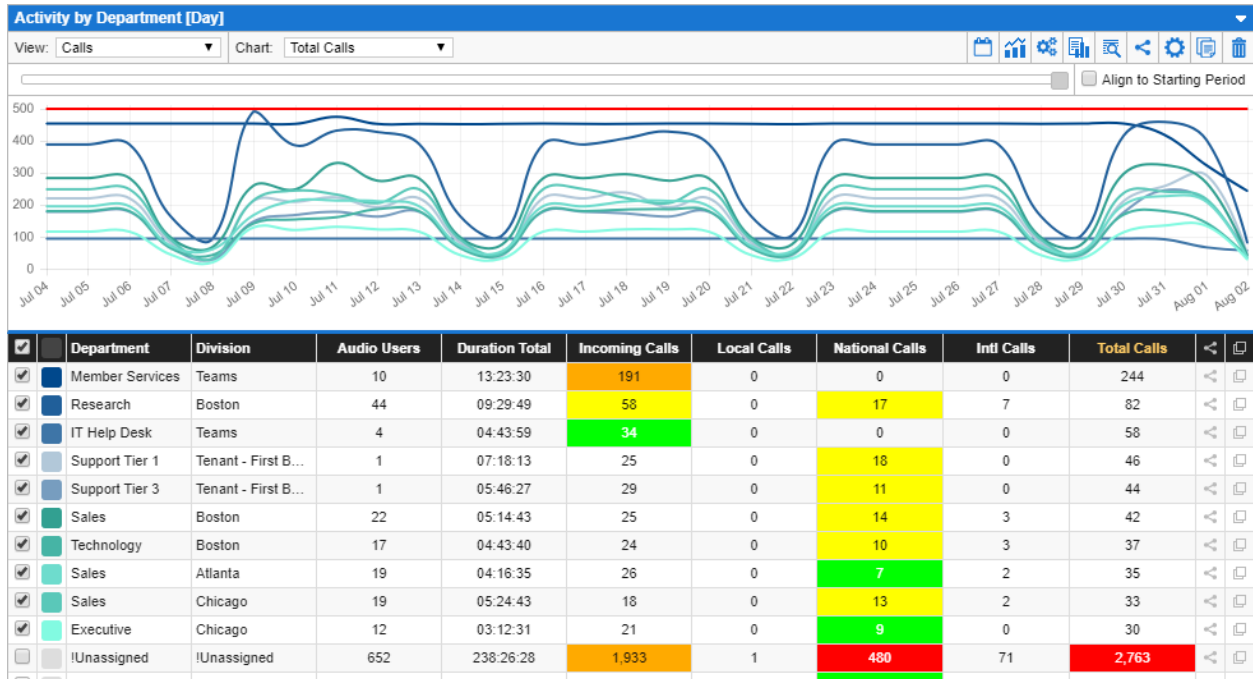 Activity by Department [Day]
View: Calls Chart: Total Calls
Align to Starting Period
500
400
300
200
100
0
Jul 04 Jul 05 Jul 06 Jul 07 Jul 08 Jul 09 Jul 10 Jul 11 Jul 12 Jul 13 Jul 14 Jul 15 Jul 16 Jul 17 Jul 18 Jul 19 Jul 20 Jul 21 Jul 22 Jul 23 Jul 24 Jul 25 Jul 26 Jul 27 Jul 28 Jul 29 Jul 30 Jul 31 Aug 01 Aug 02
Department Division Audio Users Duration Total Incoming Calls Local Calls National Calls Intl Calls Total Calls
Member Services Teams 10 13:23:30 191 0 0 0 244
Research Boston 44 09:29:49 58 0 17 7 82
IT Help Desk Teams 4 04:43:59 34 0 0 0 58
Support Tier 1 Tenant - First B... 1 07:18:13 25 0 18 0 46
Support Tier 3 Tenant - First B... 1 05:46:27 29 0 11 0 44
Sales Boston 22 05:14:43 25 0 14 3 42
Technology Boston 17 04:43:40 24 0 10 3 37
Sales Atlanta 19 04:16:35 26 0 7 2 35
Sales Chicago 19 05:24:43 18 0 13 2 33
Executive Chicago 12 03:12:31 21 0 9 0 30
!Unassigned !Unassigned 652 238:26:28 1,933 1 480 71 2,763